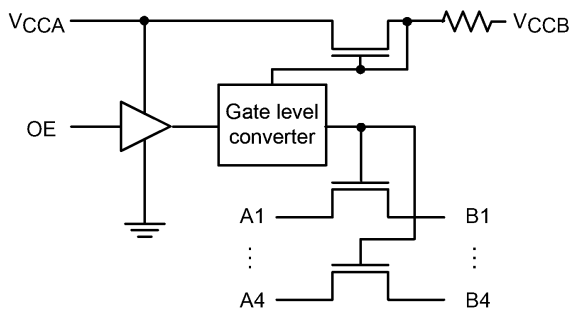 VCCA
VCCB
OE
Gate level
converter
A1
B1
A4
B4